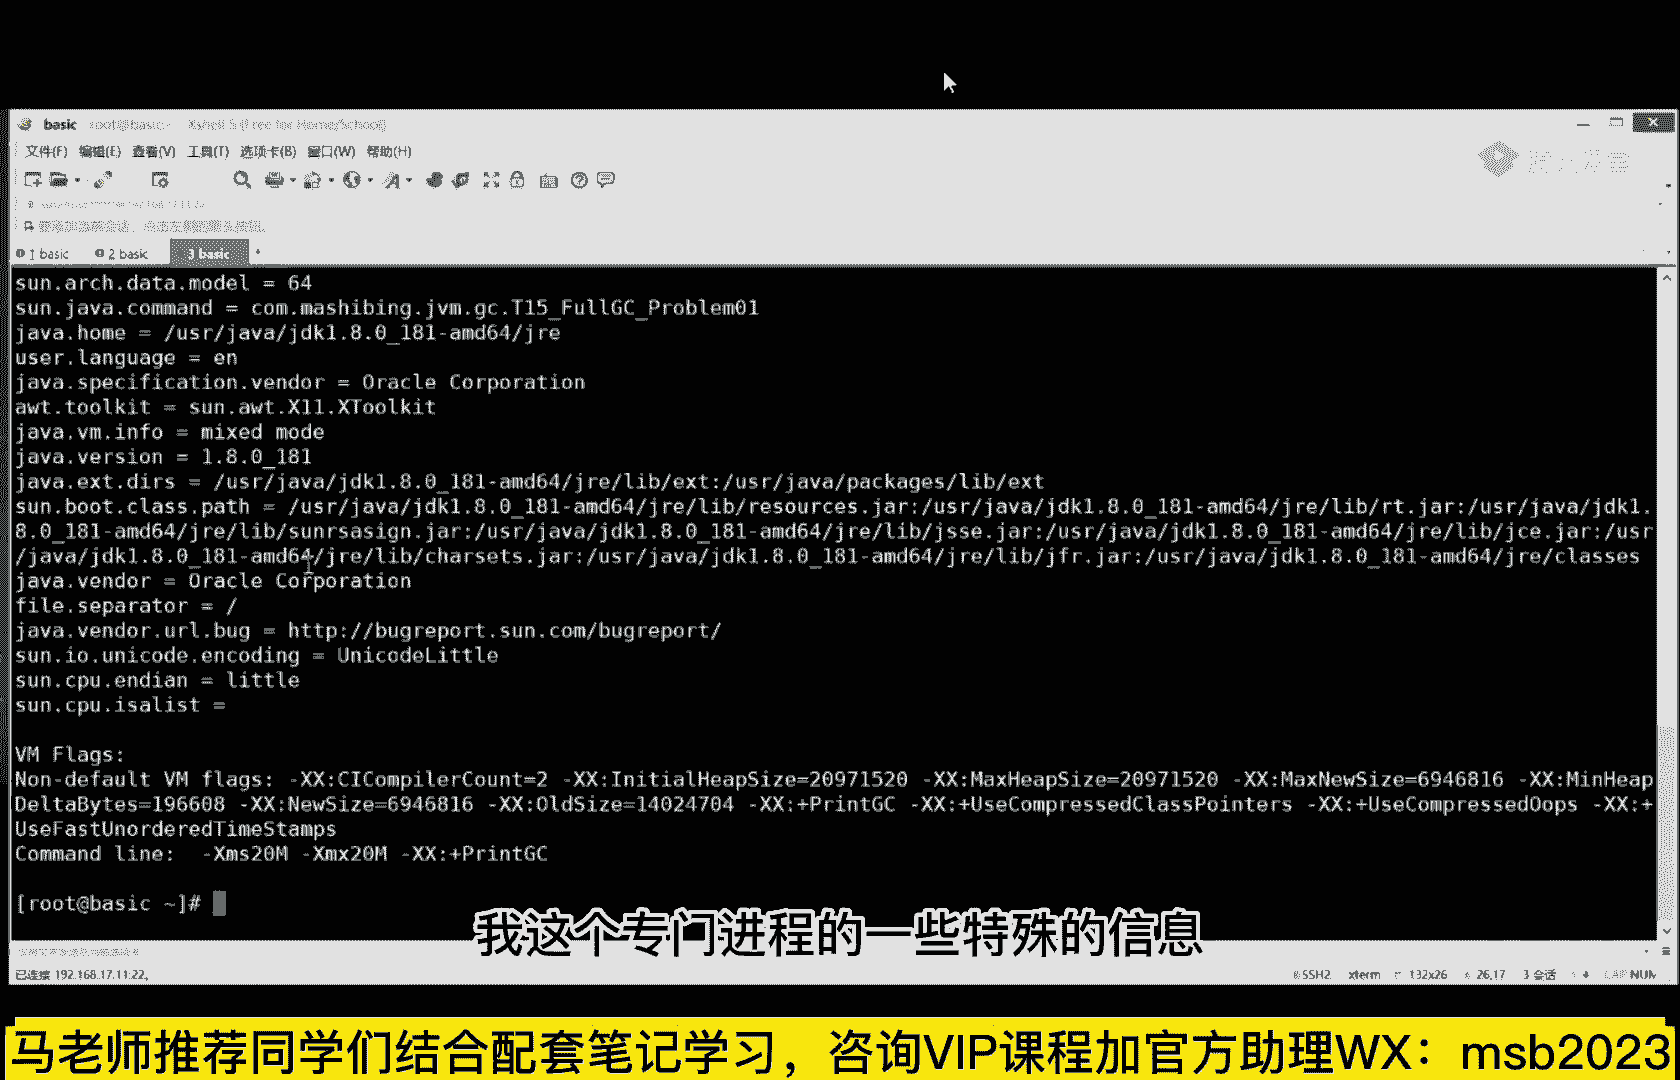 basic root@basic:~ Xshell 5 (Free for Home/School)
文件(F) 编辑(E) 查看(V) 工具(T) 选项卡(B) 窗口(W) 帮助(H)
1 basic 2 basic 3 basic
sun.arch.data.model = 64
sun.java.command = com.mashibing.jvm.gc.T15_FullGC_Problem01
java.home = /usr/java/jdk1.8.0_181-amd64/jre
user.language = en
java.specification.vendor = Oracle Corporation
awt.toolkit = sun.awt.X11.XToolkit
java.vm.info = mixed mode
java.version = 1.8.0_181
java.ext.dirs = /usr/java/jdk1.8.0_181-amd64/jre/lib/ext:/usr/java/packages/lib/ext
sun.boot.class.path = /usr/java/jdk1.8.0_181-amd64/jre/lib/resources.jar:/usr/java/jdk1.8.0_181-amd64/jre/lib/rt.jar:/usr/java/jdk1.
8.0_181-amd64/jre/lib/sunrsasign.jar:/usr/java/jdk1.8.0_181-amd64/jre/lib/jsse.jar:/usr/java/jdk1.8.0_181-amd64/jre/lib/jce.jar:/usr
/java/jdk1.8.0_181-amd64/jre/lib/charsets.jar:/usr/java/jdk1.8.0_181-amd64/jre/lib/jfr.jar:/usr/java/jdk1.8.0_181-amd64/jre/classes
java.vendor = Oracle Corporation
file.separator = /
java.vendor.url.bug = http://bugreport.sun.com/bugreport/
sun.io.unicode.encoding = UnicodeLittle
sun.cpu.endian = little
sun.cpu.isalist =
VM Flags:
Non-default VM flags: -XX:CICompilerCount=2 -XX:InitialHeapSize=20971520 -XX:MaxHeapSize=20971520 -XX:MaxNewSize=6946816 -XX:MinHeap
DeltaBytes=196608 -XX:NewSize=6946816 -XX:OldSize=14024704 -XX:+PrintGC -XX:+UseCompressedClassPointers -XX:+UseCompressedOops -XX:+
UseFastUnorderedTimeStamps
Command line:  -Xms20M -Xmx20M -XX:+PrintGC
[root@basic ~]#
我这个专门进程的一些特殊的信息
已连接 192.168.17.11:22。 SSH2 xterm 132x26 26,17 3 会话 CAP NUM
马老师推荐同学们结合配套笔记学习，咨询VIP课程加官方助理WX：msb2023